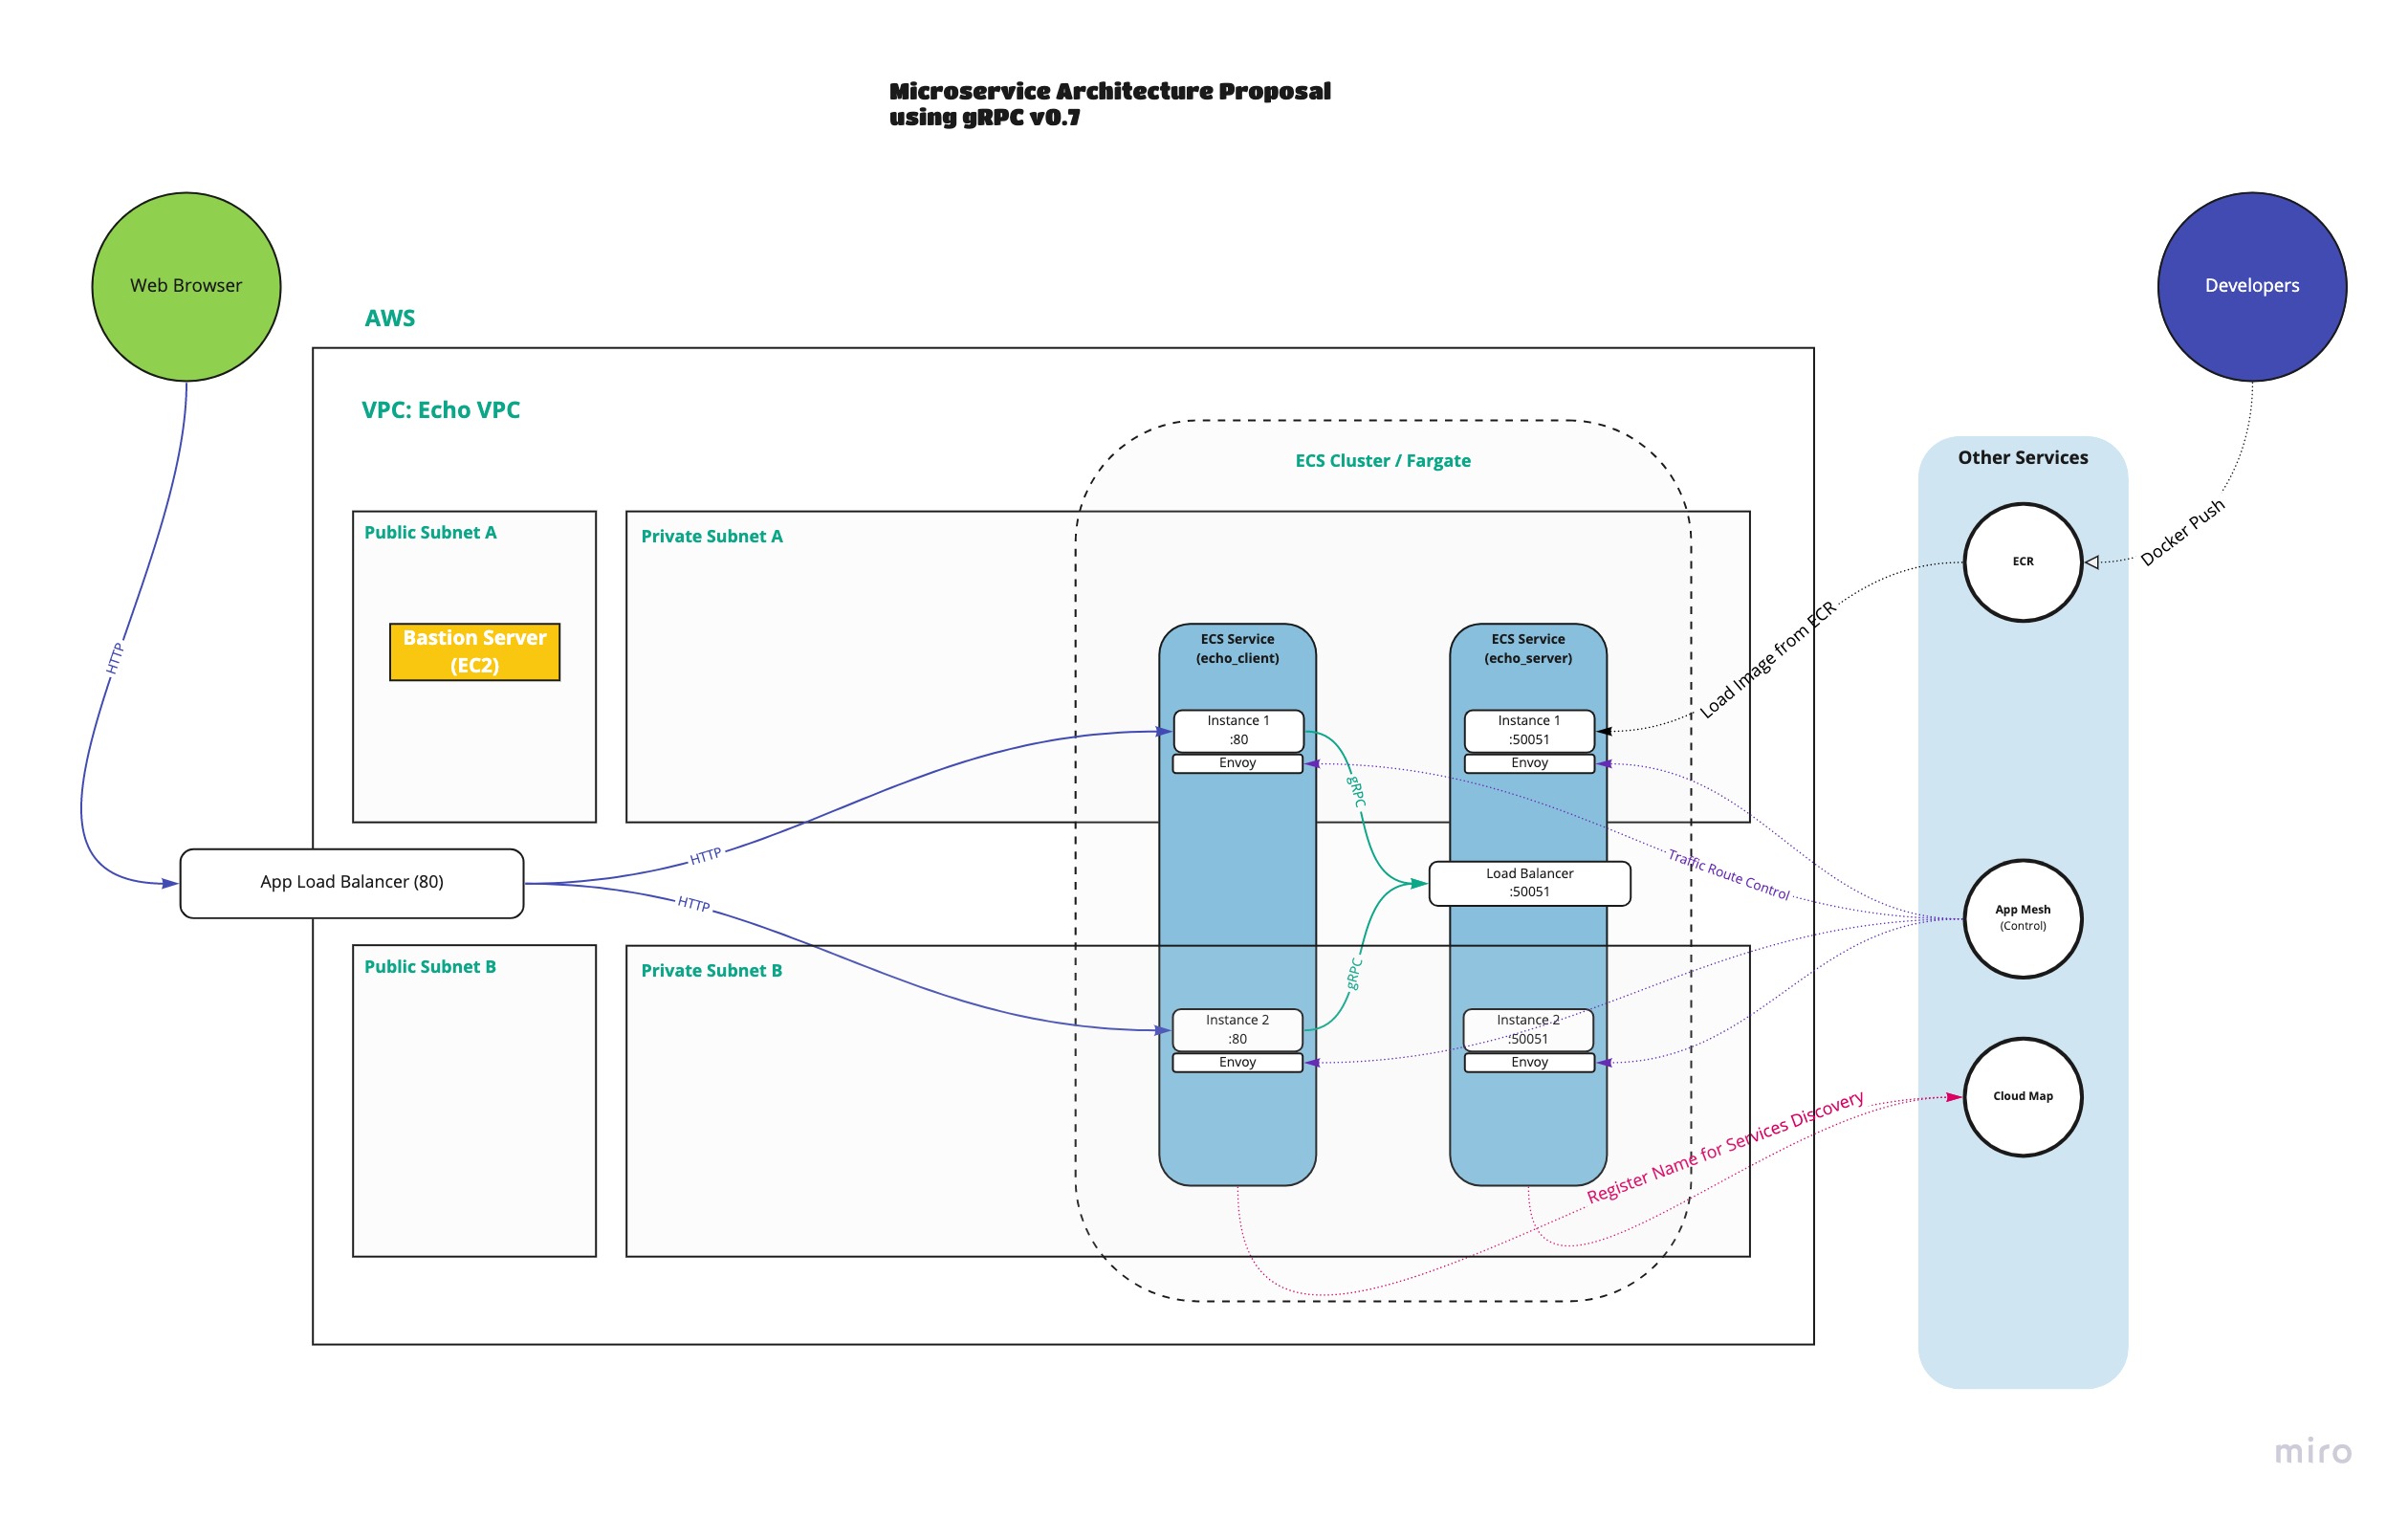 Microservice Architecture Proposal
using gRPC v0.7
Web Browser
Developers
AWS
VPC: Echo VPC
ECS Cluster / Fargate
Other Services
Public Subnet A
Private Subnet A
Docker Push
ECR
Bastion Server
(EC2)
HTTP
ECS Service
(echo_client)
ECS Service
(echo_server)
Load Image from ECR
Instance 1
:80
Envoy
Instance 1
:50051
Envoy
gRPC
HTTP
App Load Balancer (80)
Load Balancer
:50051
Traffic Route Control
HTTP
App Mesh
(Control)
Public Subnet B
Private Subnet B
gRPC
Instance 2
:80
Envoy
Instance 2
:50051
Envoy
Cloud Map
Register Name for Services Discovery
miro